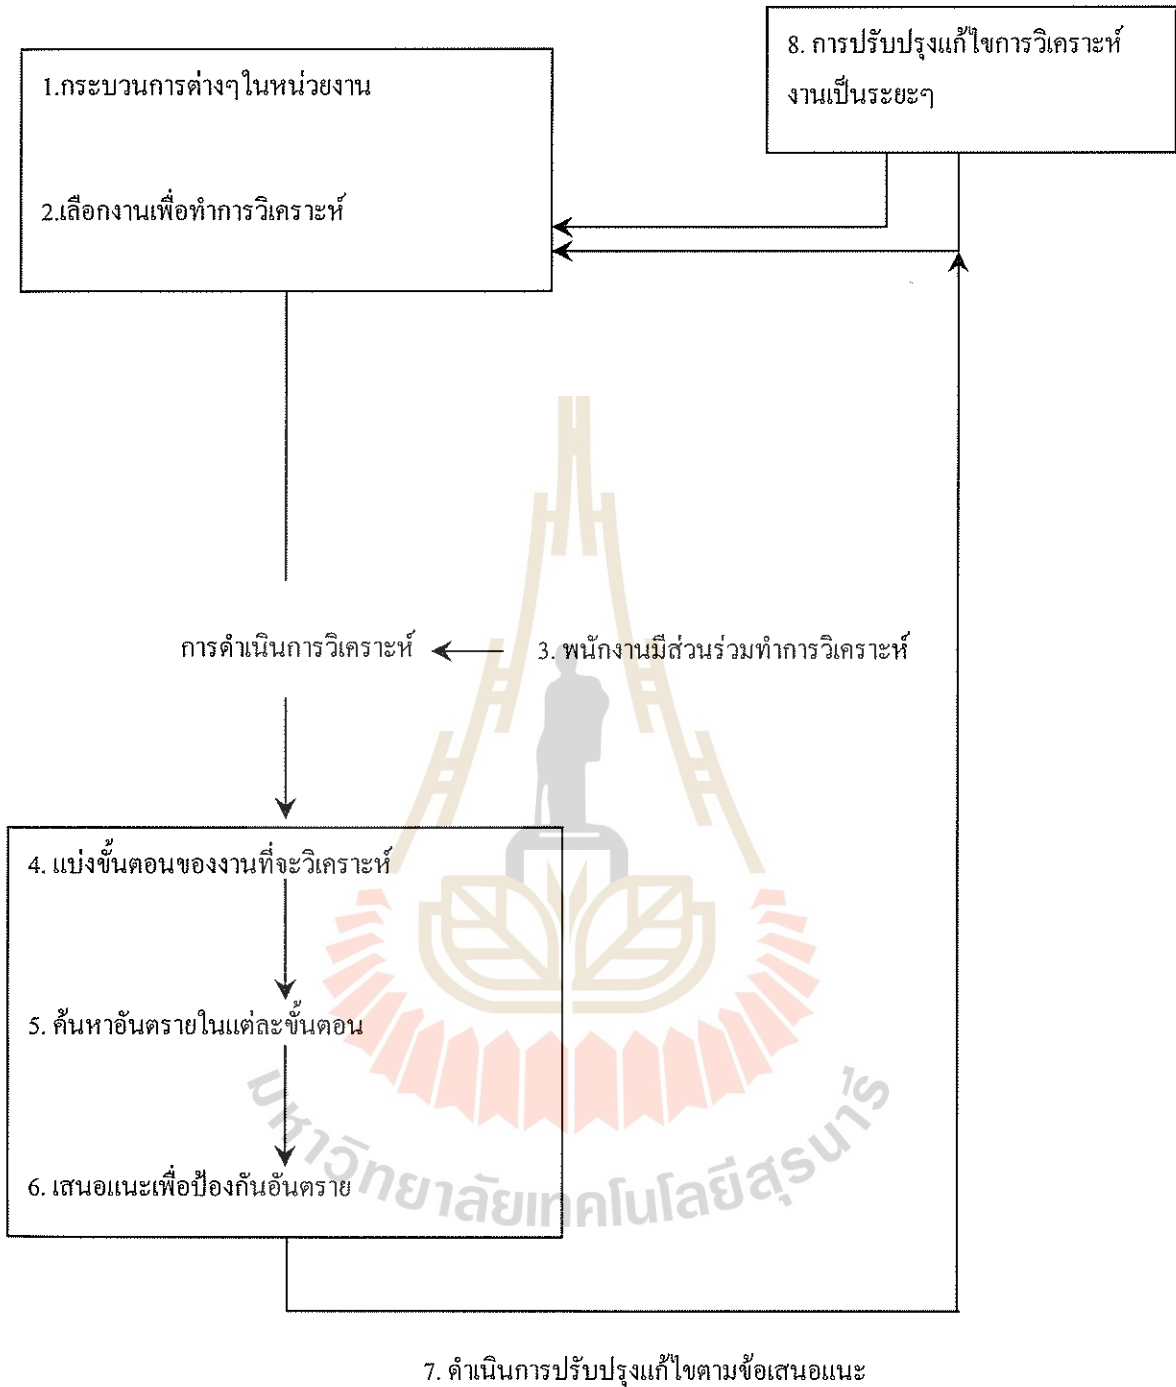 8. การปรับปรุงแก้ไขการวิเคราะห์
งานเป็นระยะๆ
1.กระบวนการต่างๆในหน่วยงาน
2.เลือกงานเพื่อทำการวิเคราะห์
การดำเนินการวิเคราะห์
3. พนักงานมีส่วนร่วมทำการวิเคราะห์
4. แบ่งขั้นตอนของงานที่จะวิเคราะห์
5. ค้นหาอันตรายในแต่ละขั้นตอน
6. เสนอแนะเพื่อป้องกันอันตราย
มหาวิทยาลัยเทคโนโลยีสุรนารี
7. ดำเนินการปรับปรุงแก้ไขตามข้อเสนอแนะ